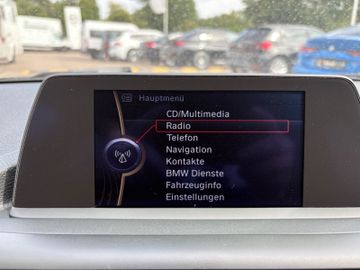 Hauptmenü
CD/Multimedia
Radio
Telefon
Navigation
Kontakte
BMW Dienste
Fahrzeuginfo
Einstellungen